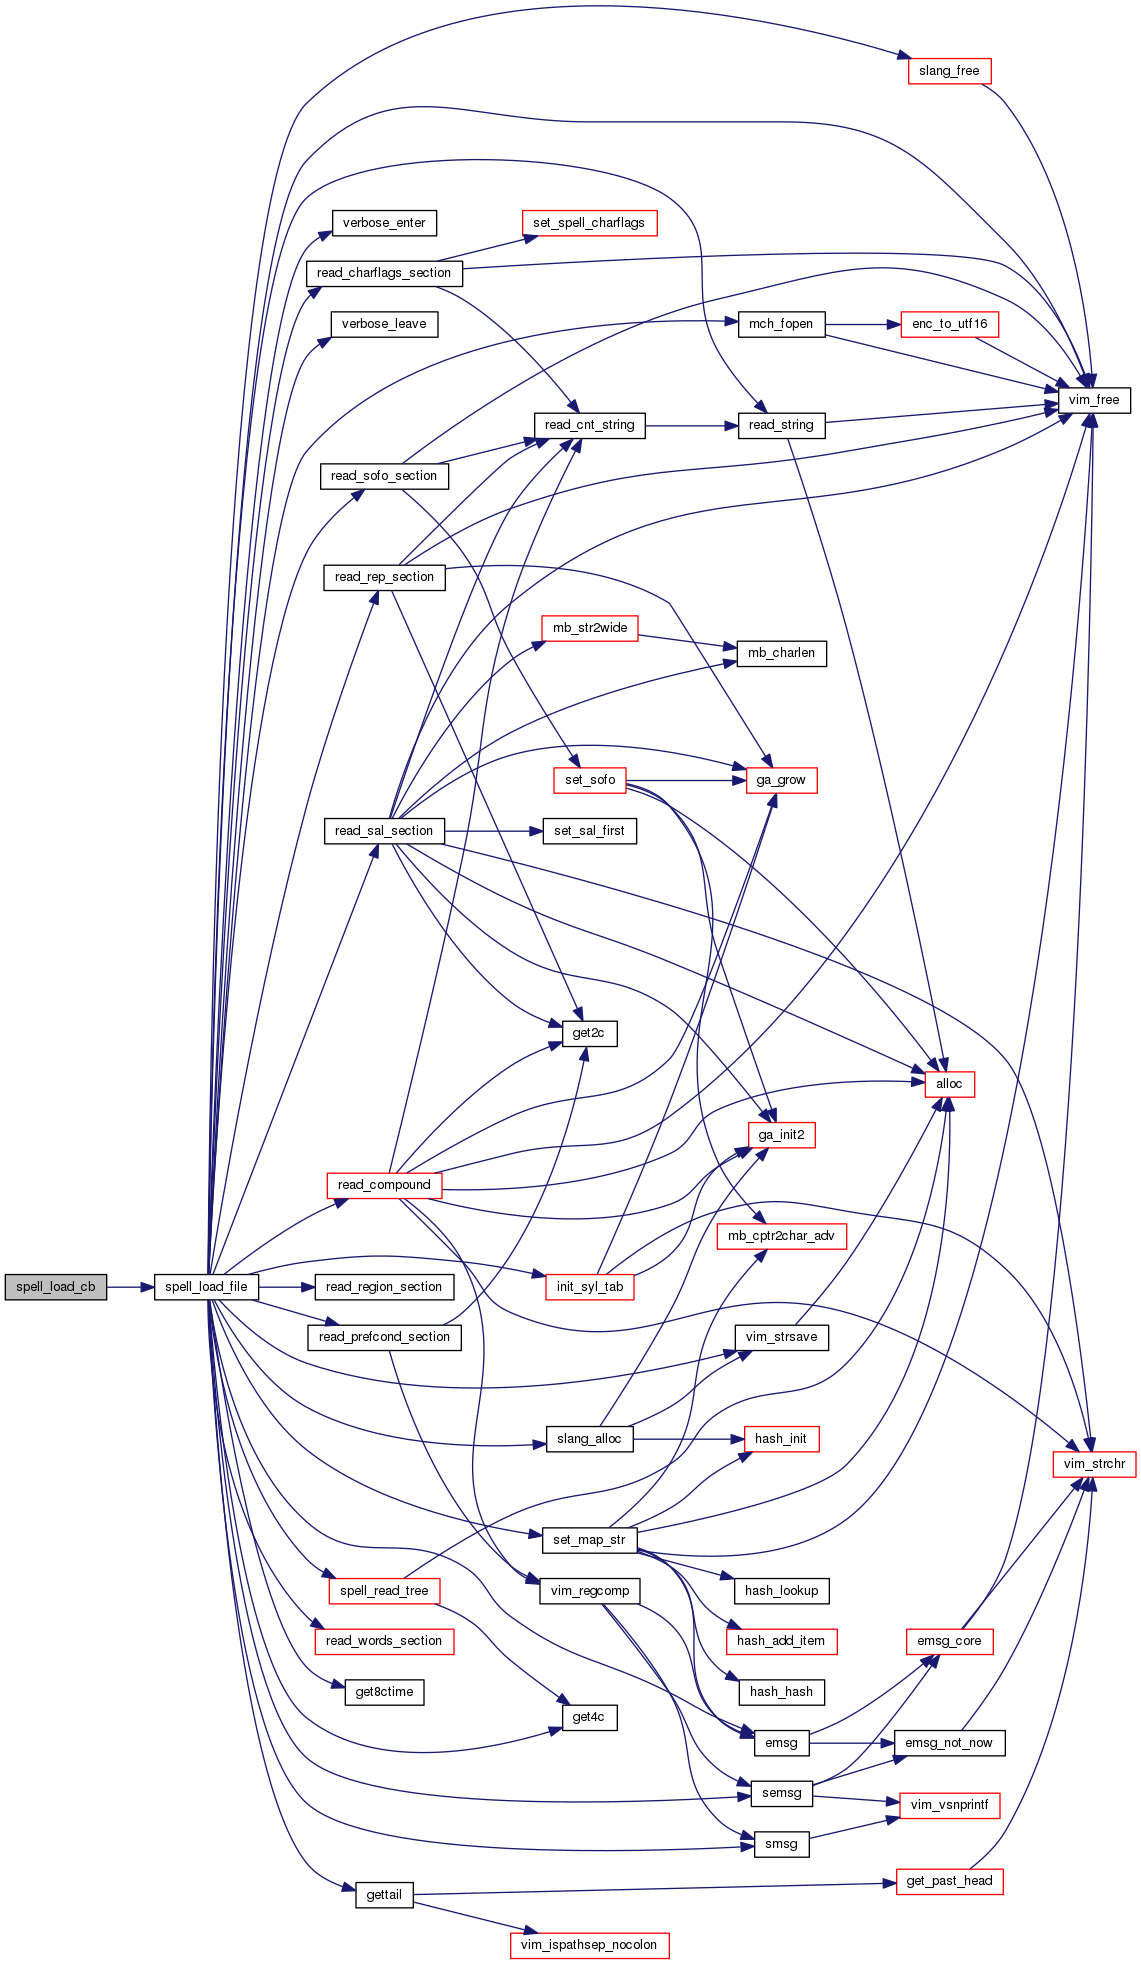 slang_free
verbose_enter
set_spell_charflags
read_charflags_section
verbose_leave
mch_fopen
enc_to_utf16
vim_free
read_cnt_string
read_string
read_sofo_section
read_rep_section
mb_str2wide
mb_charlen
set_sofo
ga_grow
read_sal_section
set_sal_first
get2c
alloc
ga_init2
read_compound
mb_cptr2char_adv
spell_load_cb
spell_load_file
read_region_section
init_syl_tab
read_prefcond_section
vim_strsave
slang_alloc
hash_init
vim_strchr
set_map_str
spell_read_tree
vim_regcomp
hash_lookup
read_words_section
hash_add_item
emsg_core
get8ctime
hash_hash
get4c
emsg
emsg_not_now
semsg
vim_vsnprintf
smsg
get_past_head
gettail
vim_ispathsep_nocolon